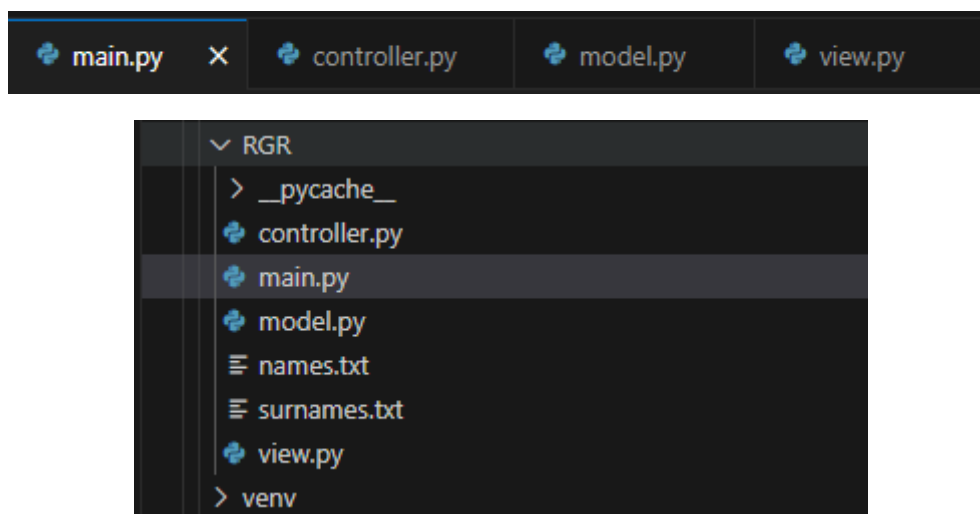 main.py controller.py model.py view.py
RGR
__pycache__
controller.py
main.py
model.py
names.txt
surnames.txt
view.py
venv